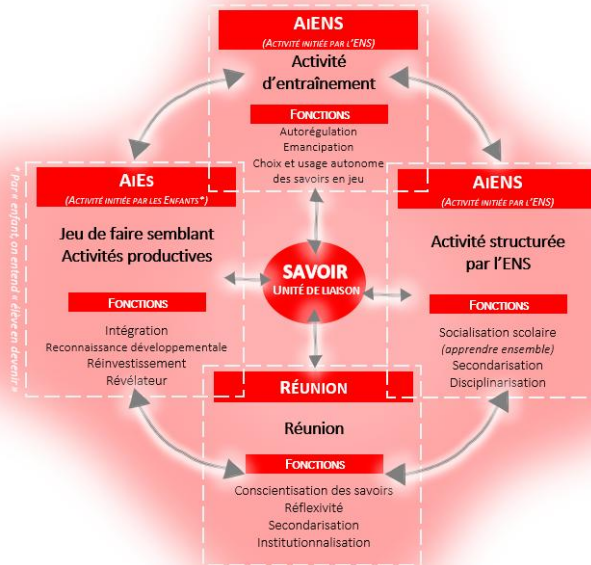 AIENS
(ACTIVITÉ INITIÉE PAR L'ENS)
Activité
d'entraînement
FONCTIONS
Autorégulation
Emancipation
Choix et usage autonome
des savoirs en jeu
* Par « enfant, on entend « élève en devenir »
AIES
(ACTIVITÉ INITIÉE PAR LES ENFANTS*)
Jeu de faire semblant
Activités productives
FONCTIONS
Intégration
Reconnaissance développementale
Réinvestissement
Révélateur
SAVOIR
UNITÉ DE LIAISON
AIENS
(ACTIVITÉ INITIÉE PAR L'ENS)
Activité structurée
par l'ENS
FONCTIONS
Socialisation scolaire
(apprendre ensemble)
Secondarisation
Disciplinarisation
RÉUNION
Réunion
FONCTIONS
Conscientisation des savoirs
Réflexivité
Secondarisation
Institutionnalisation